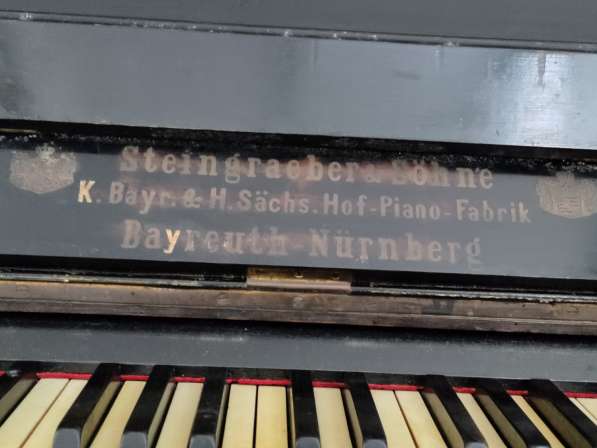 Steingraeber & Söhne
K. Bayr. & H. Sächs. Hof-Piano-Fabrik
Bayreuth-Nürnberg